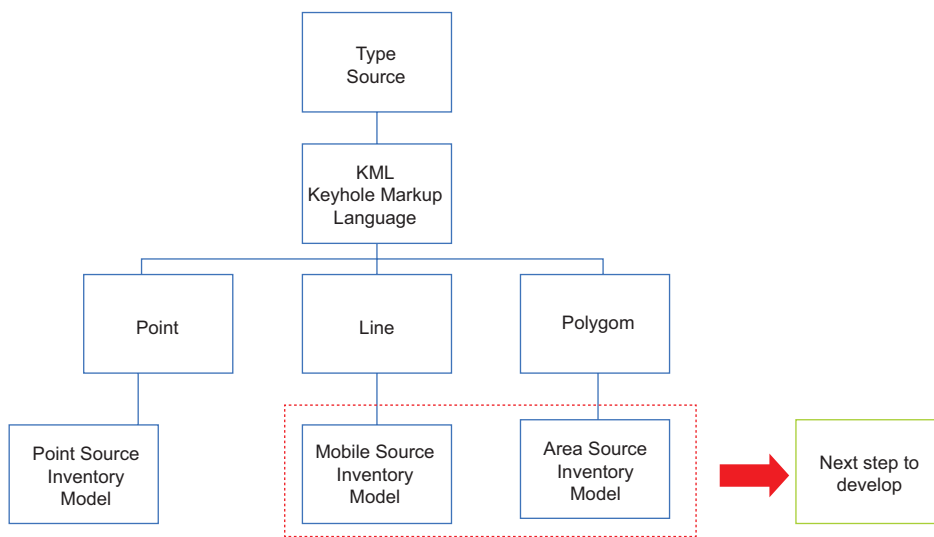 Type
Source
KML
Keyhole Markup
Language
Point
Line
Polygom
Point Source
Inventory
Model
Mobile Source
Inventory
Model
Area Source
Inventory
Model
Next step to
develop